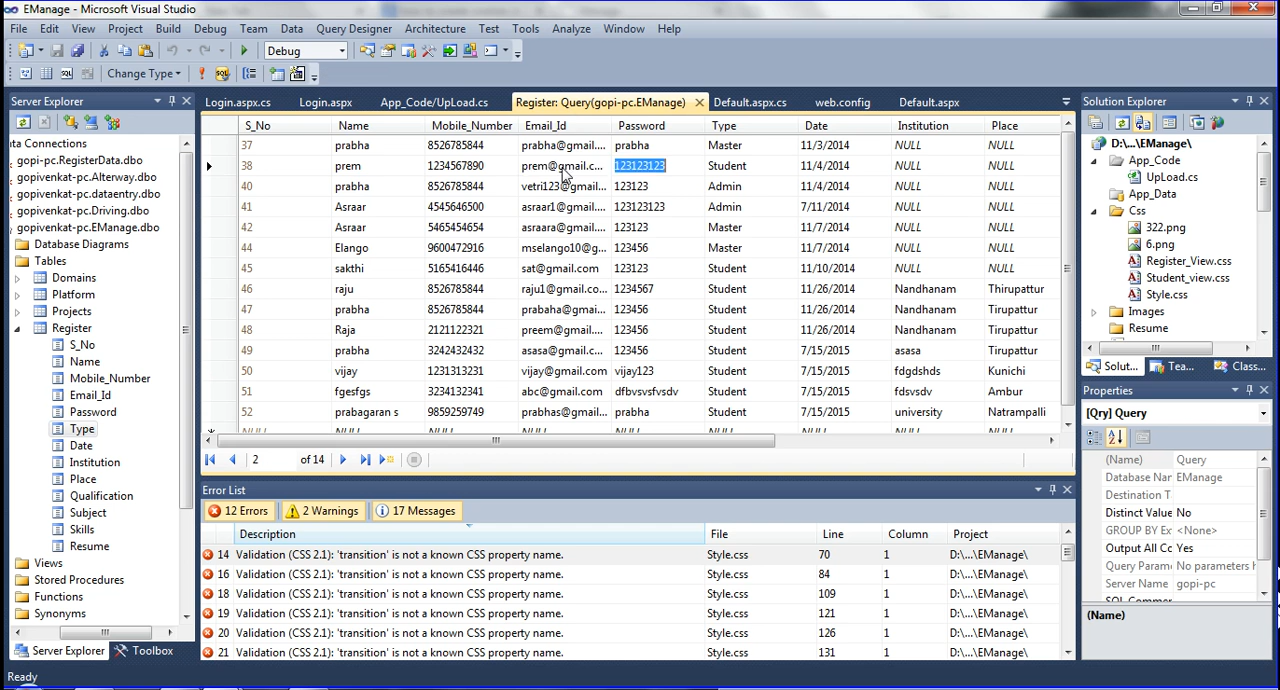 EManage - Microsoft Visual Studio
File Edit View Project Build Debug Team Data Query Designer Architecture Test Tools Analyze Window Help
Debug
Change Type
Server Explorer
ata Connections
gopi-pc.RegisterData.dbo
gopivenkat-pc.Alterway.dbo
gopivenkat-pc.dataentry.dbo
gopivenkat-pc.Driving.dbo
gopivenkat-pc.EManage.dbo
Database Diagrams
Tables
Domains
Platform
Projects
Register
S_No
Name
Mobile_Number
Email_Id
Password
Type
Date
Institution
Place
Qualification
Subject
Skills
Resume
Views
Stored Procedures
Functions
Synonyms
Server Explorer Toolbox
Login.aspx.cs Login.aspx App_Code/UpLoad.cs Register: Query(gopi-pc.EManage) Default.aspx.cs web.config Default.aspx
S_No Name Mobile_Number Email_Id Password Type Date Institution Place
37 prabha 8526785844 prabha@gmail.... prabha Master 11/3/2014 NULL NULL
38 prem 1234567890 prem@gmail.c... 123123123 Student 11/4/2014 NULL NULL
40 prabha 8526785844 vetri123@gmail... 123123 Admin 11/4/2014 NULL NULL
41 Asraar 4545646500 asraar1@gmail.... 123123123 Admin 7/11/2014 NULL NULL
42 Asraar 5465454654 asraara@gmail.... 123123 Master 11/7/2014 NULL NULL
44 Elango 9600472916 mselango10@g... 123456 Master 11/7/2014 NULL NULL
45 sakthi 5165416446 sat@gmail.com 123123 Student 11/10/2014 NULL NULL
46 raju 8526785844 raju1@gmail.co... 1234567 Student 11/26/2014 Nandhanam Thirupattur
47 prabha 8526785844 prabaha@gmai... 123456 Student 11/26/2014 Nandhanam Tirupattur
48 Raja 2121122321 preem@gmail.... 123456 Student 11/26/2014 Nandhanam Tirupattur
49 prabha 3242432432 asasa@gmail.c... 123456 Student 7/15/2015 asasa Tirupattur
50 vijay 1231313231 vijay@gmail.com vijay123 Student 7/15/2015 fdgdshds Kunichi
51 fgesfgs 3234132341 abc@gmail.com dfbvsvsfvsdv Student 7/15/2015 fdsvsdv Ambur
52 prabagaran s 9859259749 prabhas@gmail... prabha Student 7/15/2015 university Natrampalli
2 of 14
Error List
12 Errors 2 Warnings 17 Messages
Description File Line Column Project
14 Validation (CSS 2.1): 'transition' is not a known CSS property name. Style.css 70 1 D:\...\EManage\
16 Validation (CSS 2.1): 'transition' is not a known CSS property name. Style.css 84 1 D:\...\EManage\
18 Validation (CSS 2.1): 'transition' is not a known CSS property name. Style.css 109 1 D:\...\EManage\
19 Validation (CSS 2.1): 'transition' is not a known CSS property name. Style.css 121 1 D:\...\EManage\
20 Validation (CSS 2.1): 'transition' is not a known CSS property name. Style.css 126 1 D:\...\EManage\
21 Validation (CSS 2.1): 'transition' is not a known CSS property name. Style.css 131 1 D:\...\EManage\
Solution Explorer
D:\...\EManage\
App_Code
UpLoad.cs
App_Data
Css
322.png
6.png
Register_View.css
Student_view.css
Style.css
Images
Resume
Solut... Tea... Class...
Properties
[Qry] Query
(Name) Query
Database Nan EManage
Destination T
Distinct Value No
GROUP BY Ex <None>
Output All Cc Yes
Query Parame No parameters h
Server Name gopi-pc
(Name)
Ready